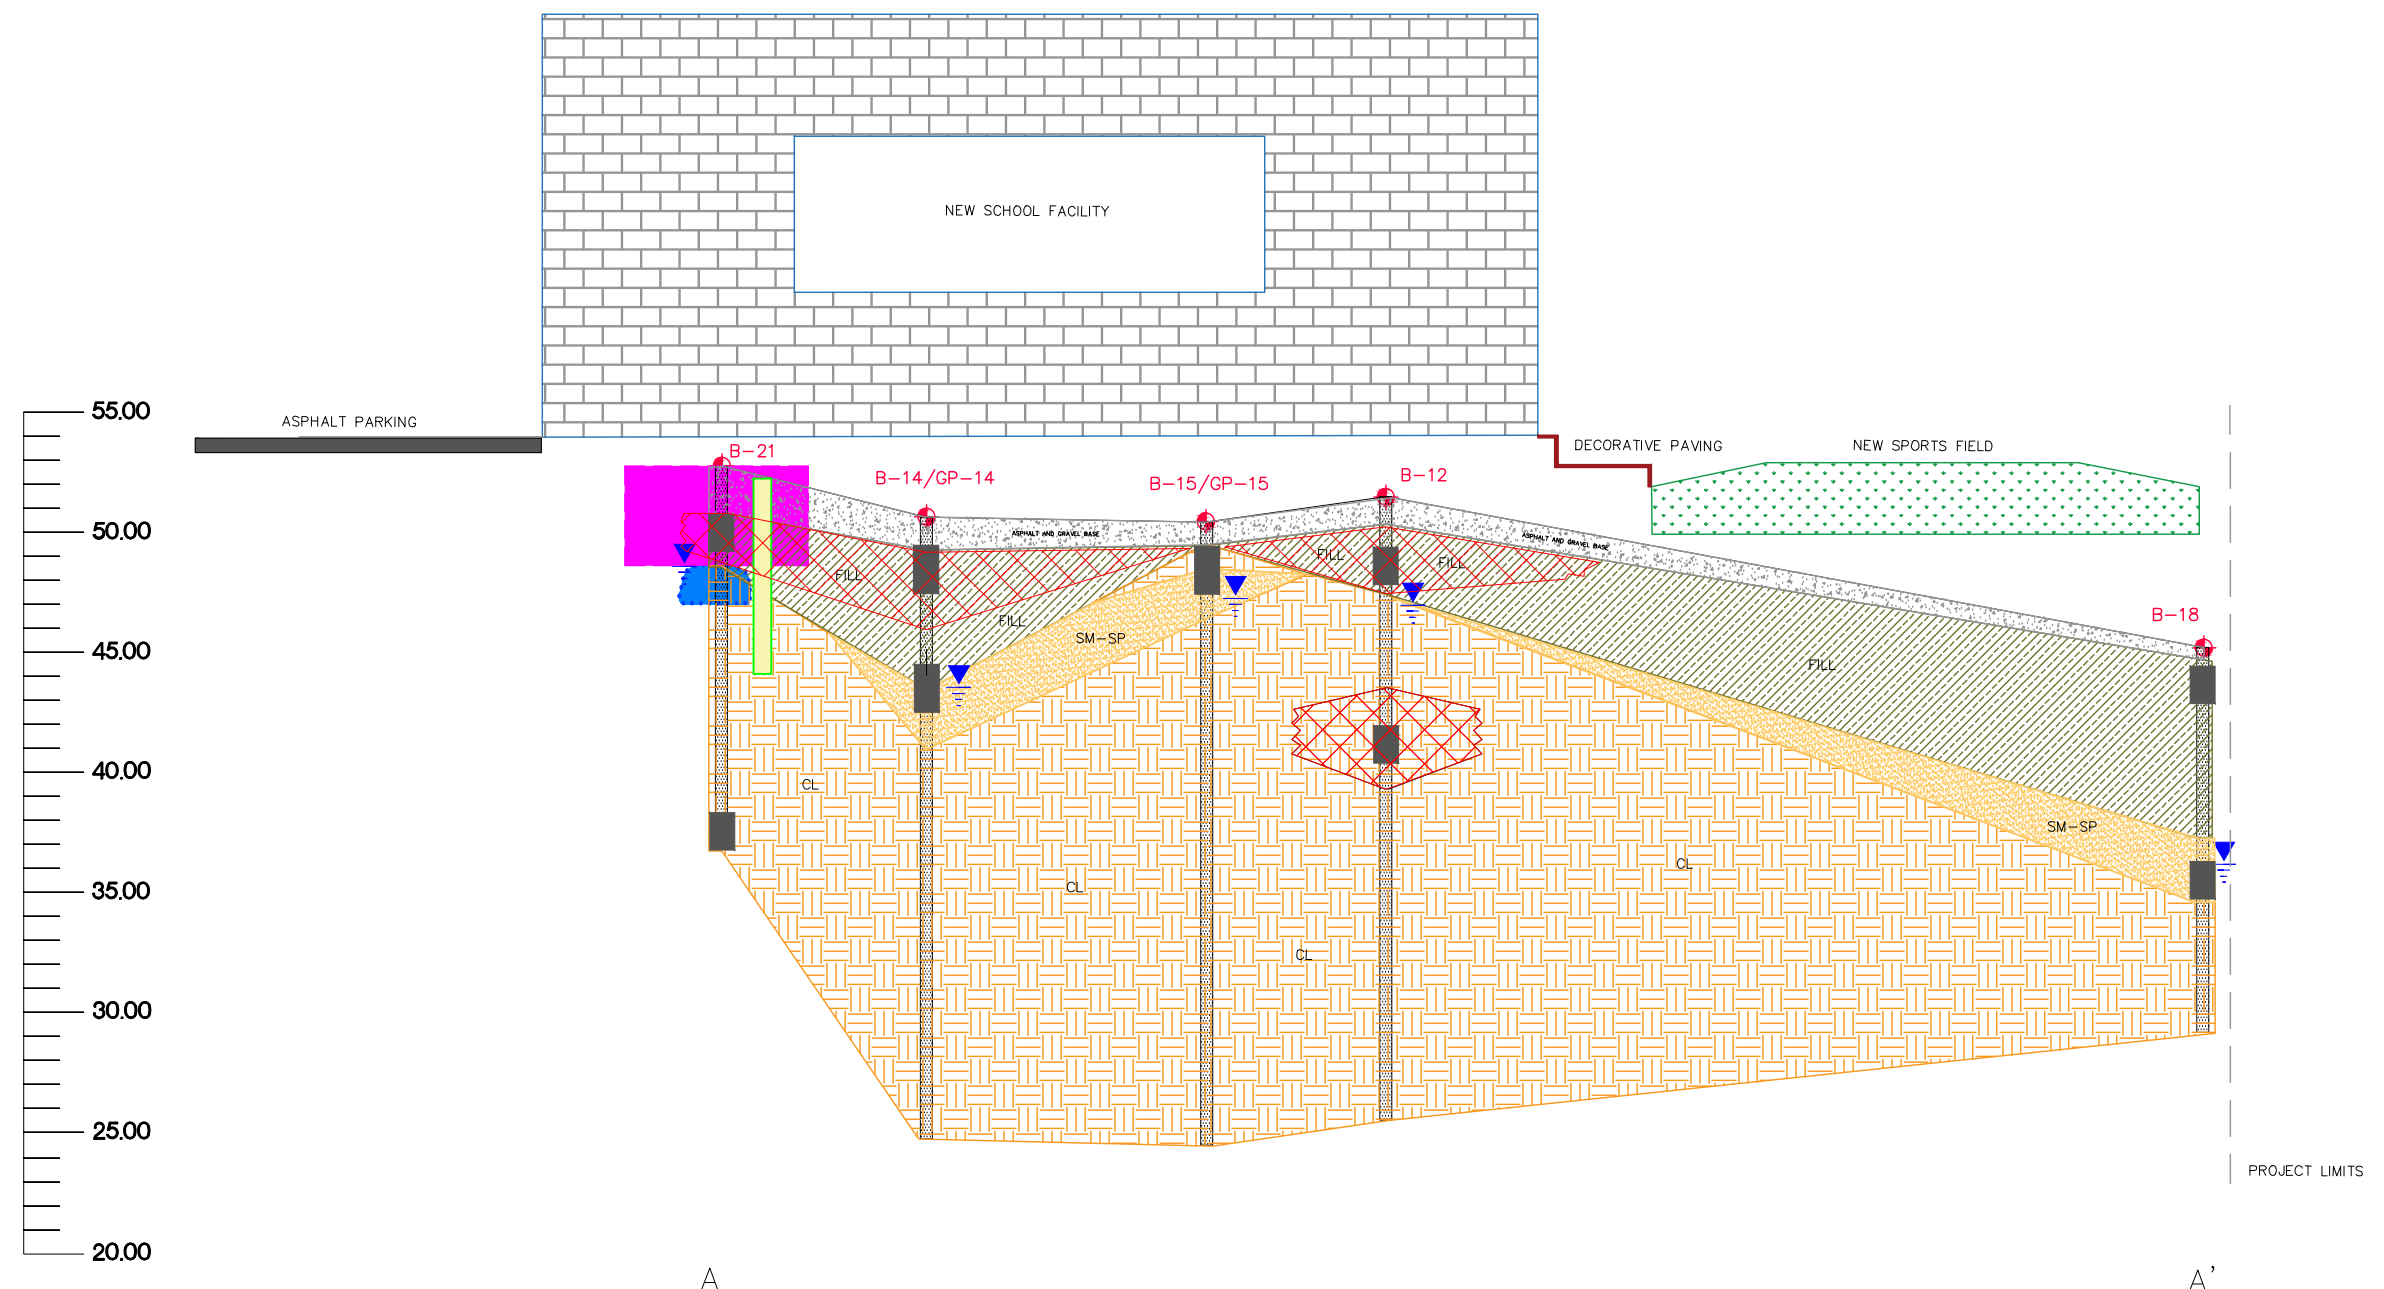 NEW SCHOOL FACILITY
55.00
ASPHALT PARKING
DECORATIVE PAVING
NEW SPORTS FIELD
B-21
B-14/GP-14
B-15/GP-15
B-12
50.00
ASPHALT AND GRAVEL BASE
ASPHALT AND GRAVEL BASE
FILL
FILL
FILL
FILL
B-18
45.00
SM-SP
FILL
40.00
CL
SM-SP
35.00
CL
CL
CL
30.00
25.00
PROJECT LIMITS
20.00
A
A'